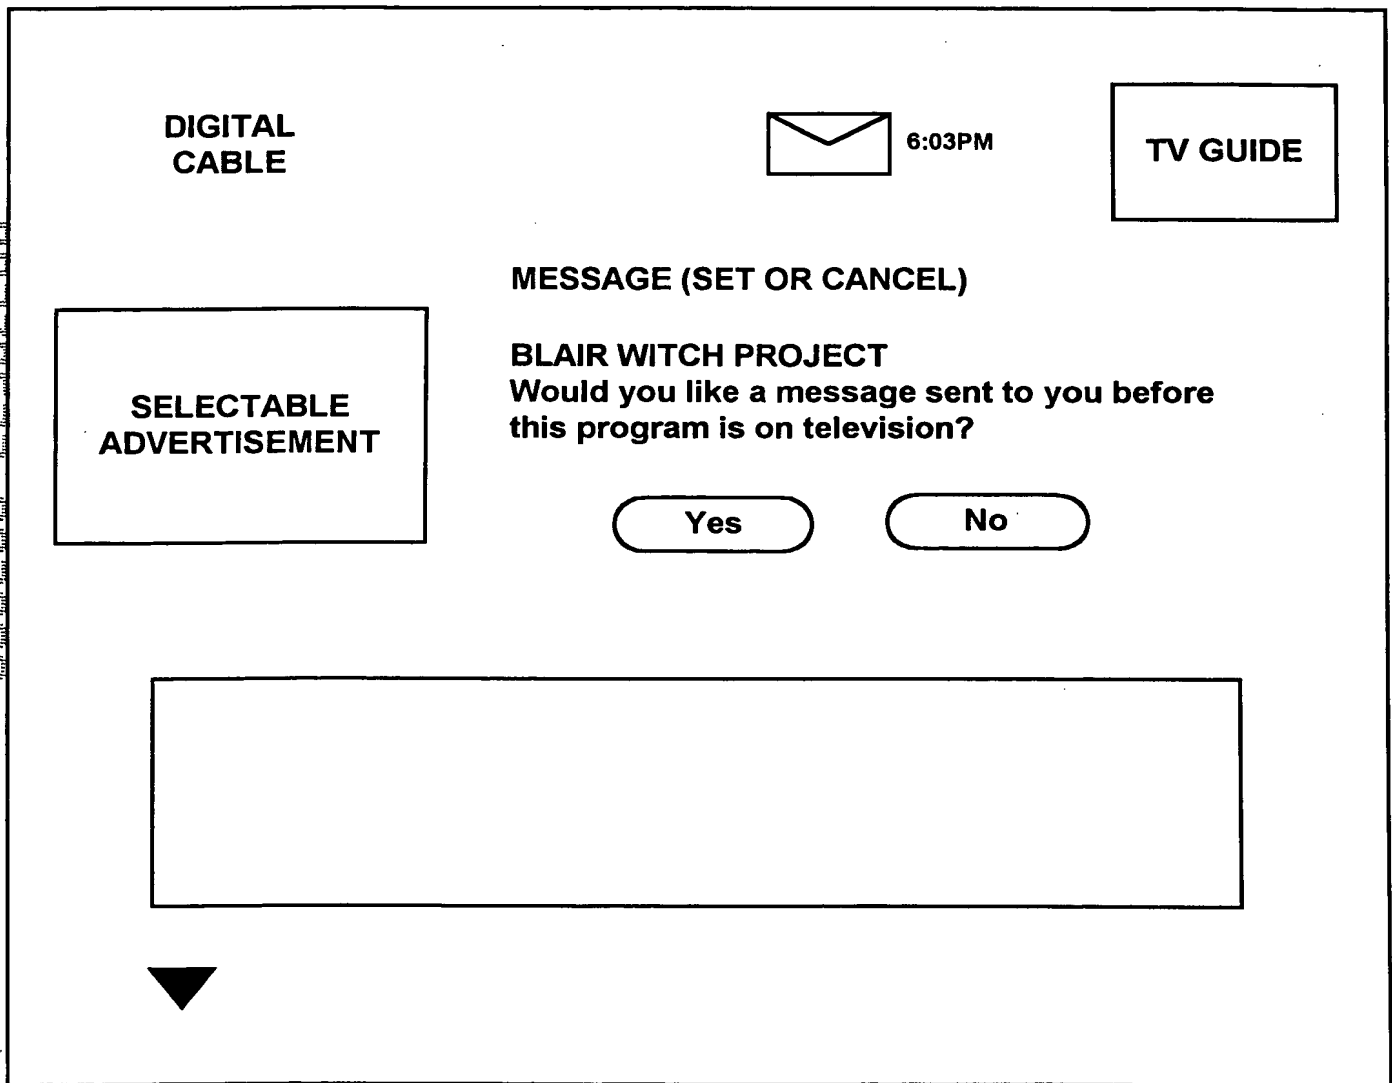 DIGITAL
CABLE
6:03PM
TV GUIDE
MESSAGE (SET OR CANCEL)
BLAIR WITCH PROJECT
Would you like a message sent to you before
this program is on television?
SELECTABLE
ADVERTISEMENT
Yes
No